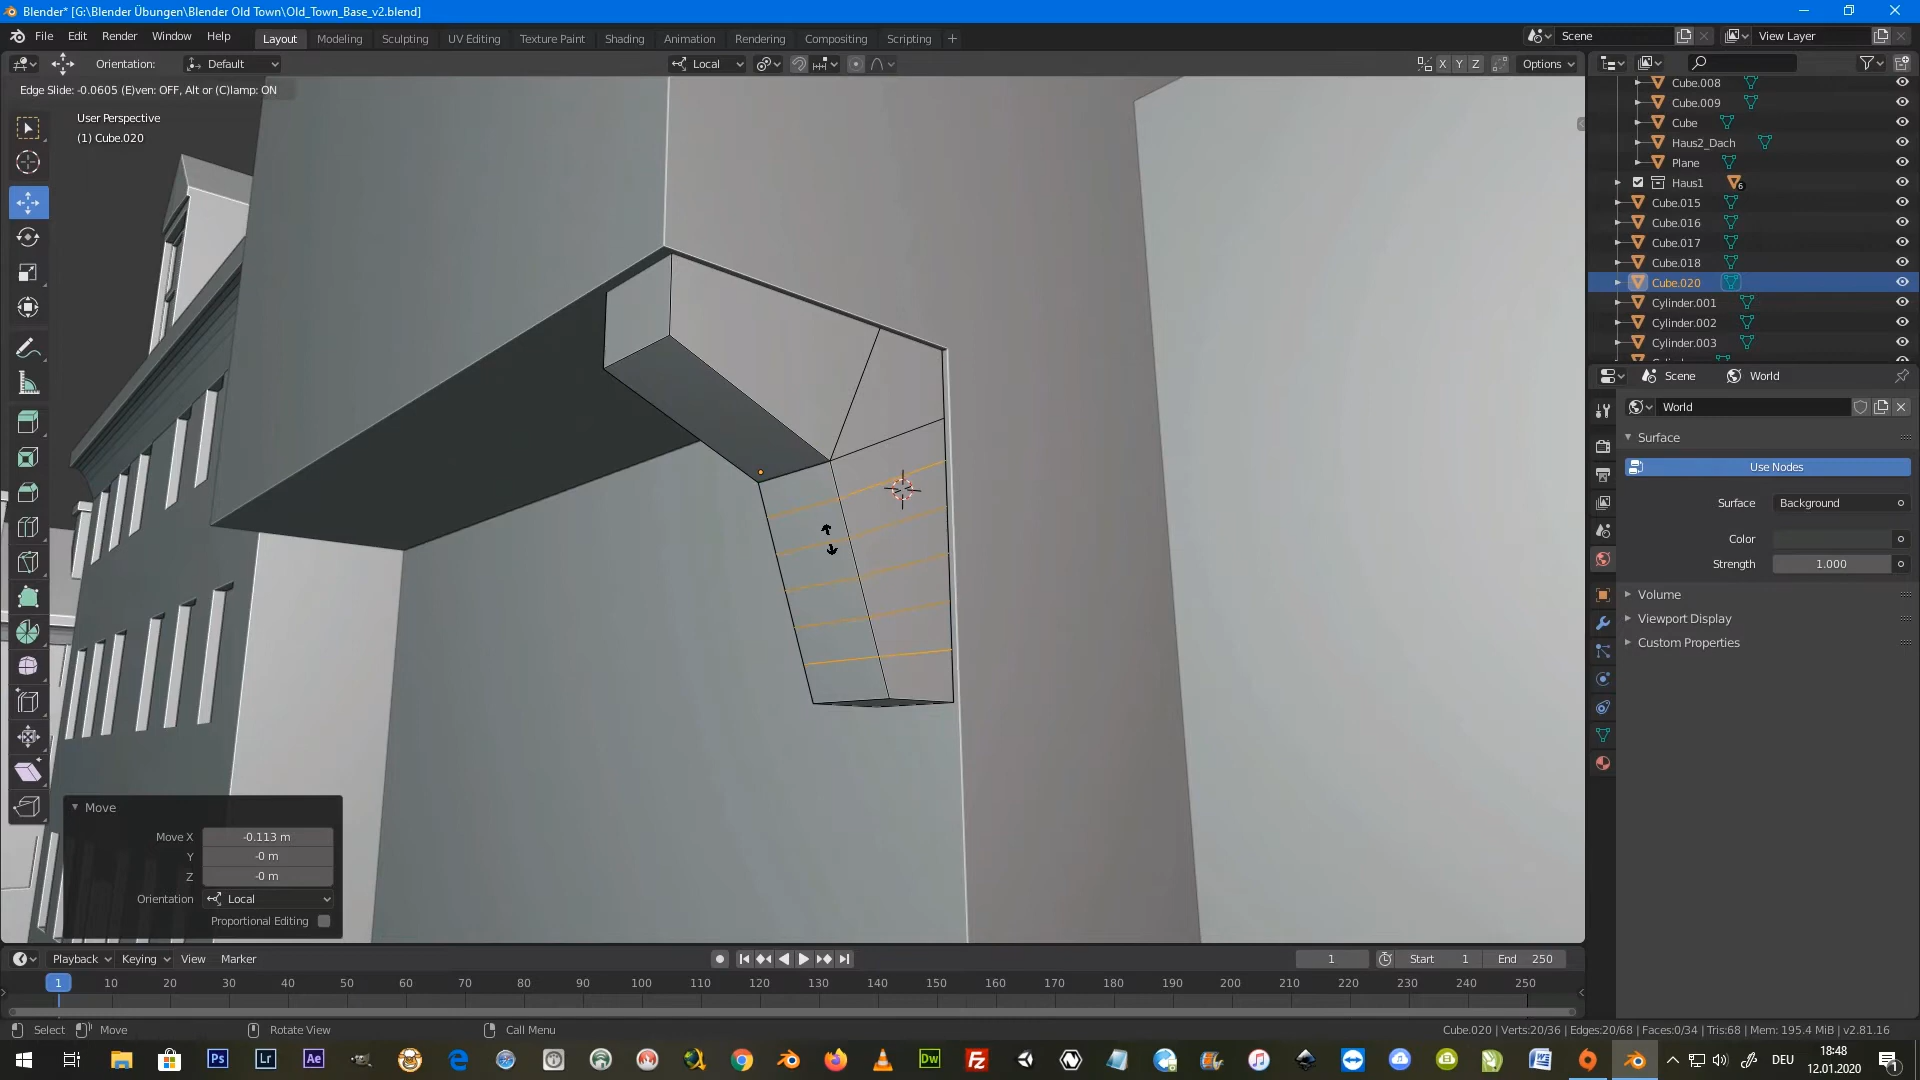 Blender* [G:\Blender Übungen\Blender Old Town\Old_Town_Base_v2.blend]
File Edit Render Window Help Layout Modeling Sculpting UV Editing Texture Paint Shading Animation Rendering Compositing Scripting + Scene View Layer
Orientation: Default Local X Y Z Options
Edge Slide: -0.0605 (E)ven: OFF, Alt or (C)lamp: ON
User Perspective
(1) Cube.020
Cube.008
Cube.009
Cube
Haus2_Dach
Plane
Haus1 6
Cube.015
Cube.016
Cube.017
Cube.018
Cube.020
Cylinder.001
Cylinder.002
Cylinder.003
Scene World
World
Surface
Use Nodes
Surface Background
Color
Strength 1.000
Volume
Viewport Display
Custom Properties
Move
Move X -0.113 m
Y -0 m
Z -0 m
Orientation Local
Proportional Editing
Playback Keying View Marker 1 Start 1 End 250
1 10 20 30 40 50 60 70 80 90 100 110 120 130 140 150 160 170 180 190 200 210 220 230 240 250
Select Move Rotate View Call Menu Cube.020 | Verts:20/36 | Edges:20/68 | Faces:0/34 | Tris:68 | Mem: 195.4 MiB | v2.81.16
Ps Lr Ae Dw DEU 18:48
12.01.2020 1